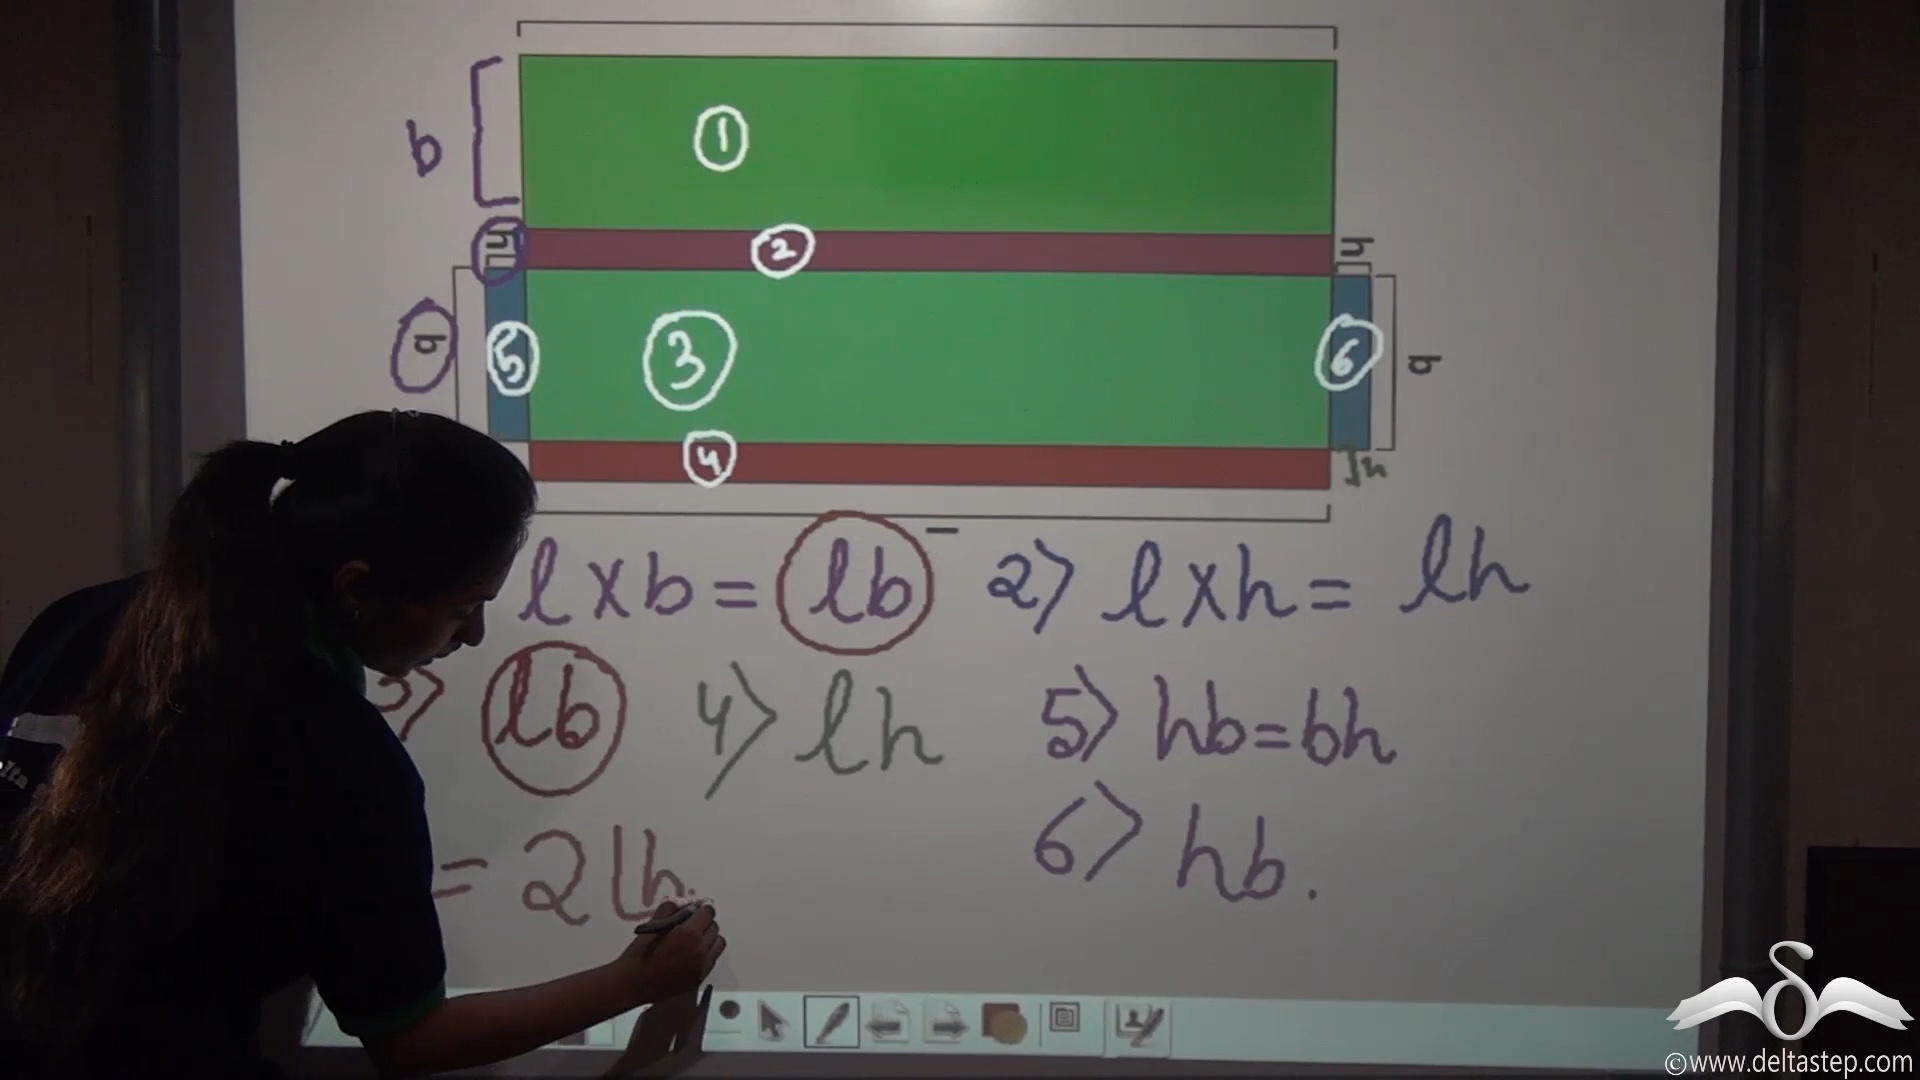 b
1
h
2
h
b
5
3
6
b
4
h
l
l x b = lb 2> l x h = lh
lb 4> lh 5> hb = bh
= 2lb 6> hb.
©www.deltastep.com